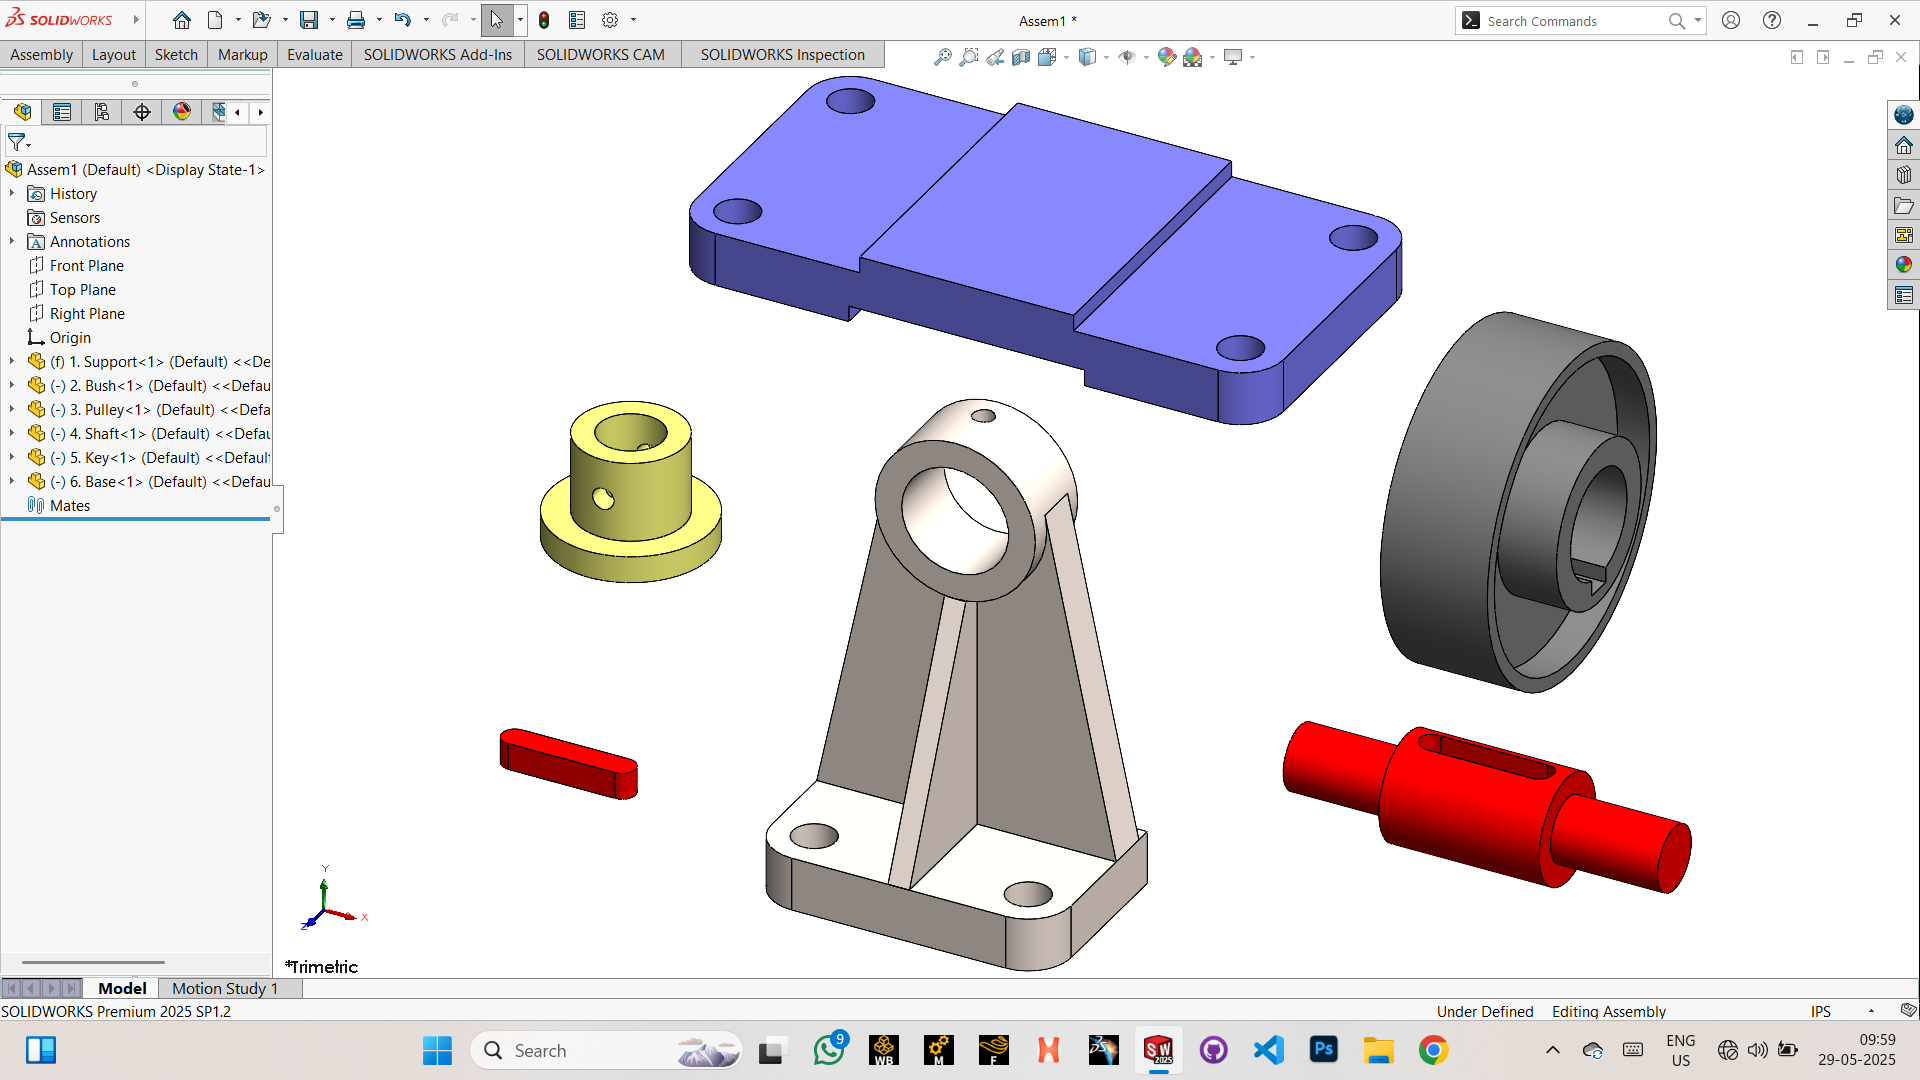 SOLIDWORKS
Assem1 *
Search Commands
Assembly
Layout
Sketch
Markup
Evaluate
SOLIDWORKS Add-Ins
SOLIDWORKS CAM
SOLIDWORKS Inspection
Assem1 (Default) <Display State-1>
History
Sensors
Annotations
Front Plane
Top Plane
Right Plane
Origin
(f) 1. Support<1> (Default) <<De
(-) 2. Bush<1> (Default) <<Defau
(-) 3. Pulley<1> (Default) <<Defa
(-) 4. Shaft<1> (Default) <<Defau
(-) 5. Key<1> (Default) <<Default
(-) 6. Base<1> (Default) <<Defau
Mates
Y
X
Z
*Trimetric
Model
Motion Study 1
SOLIDWORKS Premium 2025 SP1.2
Under Defined
Editing Assembly
IPS
Search
9
WB
M
F
SW
2025
Ps
ENG
US
09:59
29-05-2025